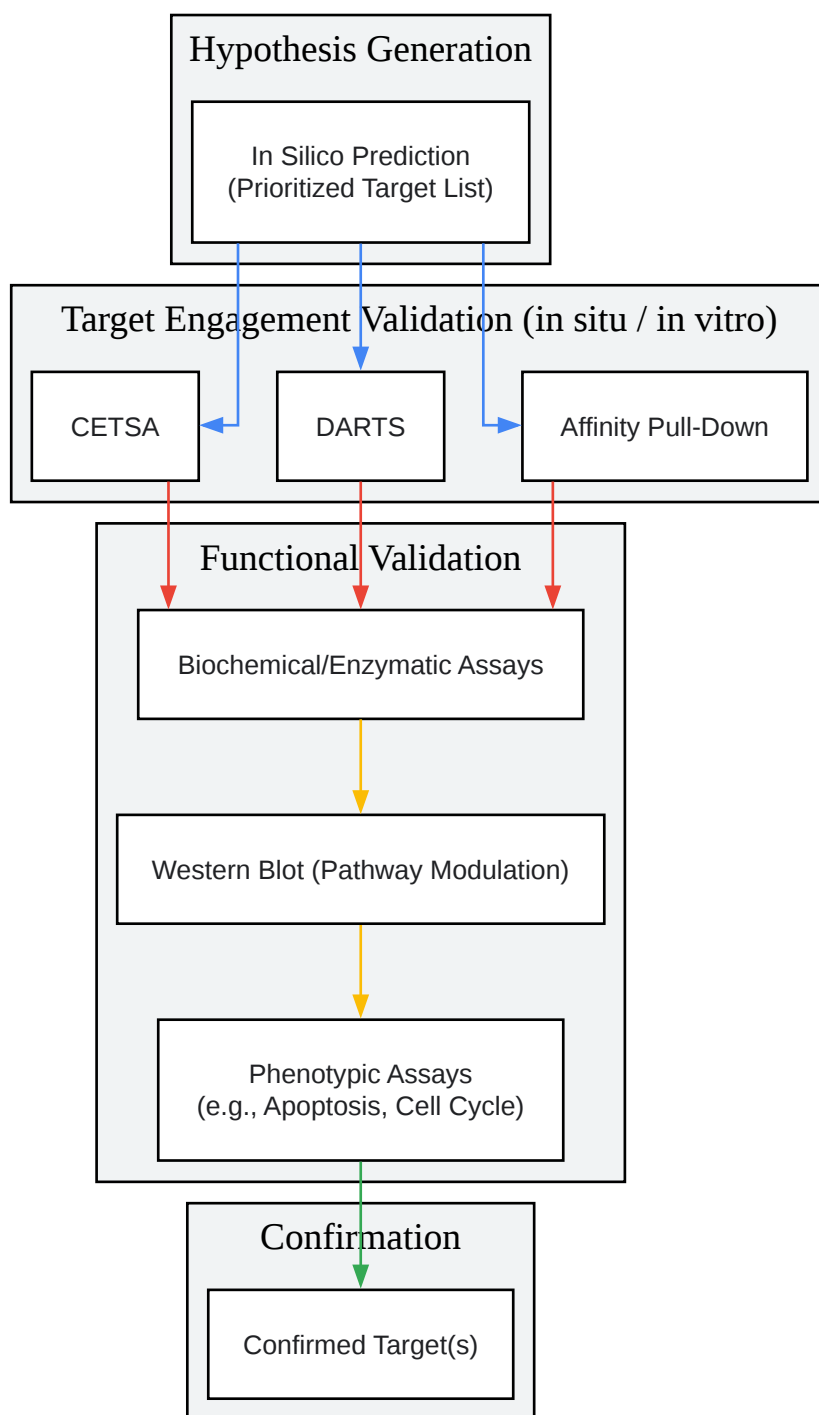 Hypothesis Generation
In Silico Prediction
(Prioritized Target List)
Target Engagement Validation (in situ / in vitro)
CETSA
DARTS
Affinity Pull-Down
Functional Validation
Biochemical/Enzymatic Assays
Western Blot (Pathway Modulation)
Phenotypic Assays
(e.g., Apoptosis, Cell Cycle)
Confirmation
Confirmed Target(s)